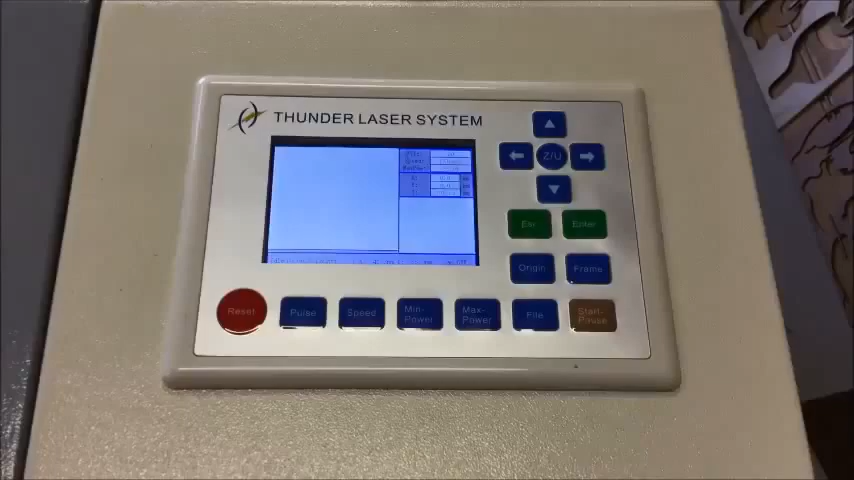 THUNDER LASER SYSTEM
Z/U
Esc
Enter
Origin
Frame
Reset
Pulse
Speed
Min-
Power
Max-
Power
File
Start-
Pause